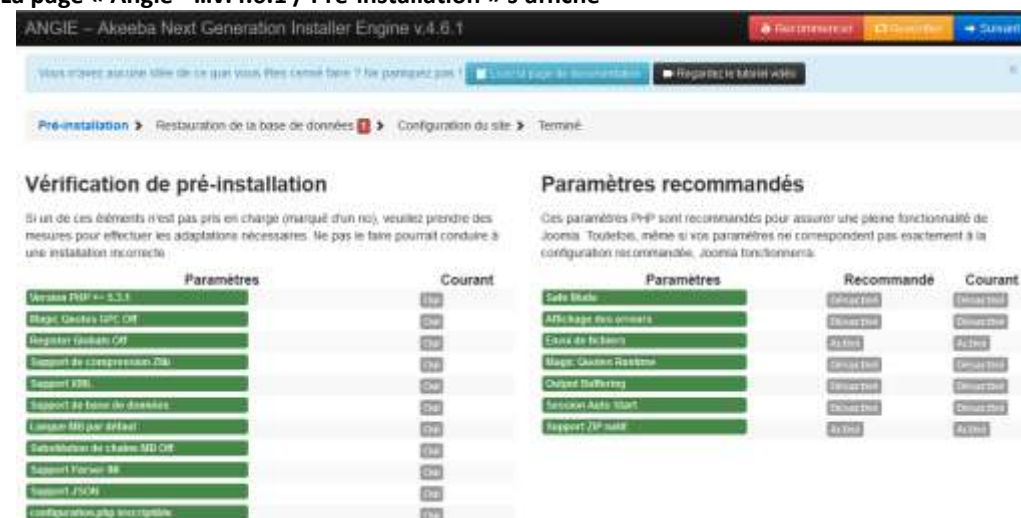 La page « Angie - ... no.1 / Pré-installation » s'affiche
ANGIE – Akeeba Next Generation Installer Engine v.4.6.1
Recommencer
Suivant
Vous n'avez aucune idée de ce que vous êtes censé faire ? Ne paniquez pas !
Lisez la page de documentation
Regardez le tutoriel vidéo
Pré-installation
Restauration de la base de données 1
Configuration du site
Terminé
Vérification de pré-installation
Si un de ces éléments n'est pas pris en charge (marqué d'un no), veuillez prendre des
mesures pour effectuer les adaptations nécessaires. Ne pas le faire pourrait conduire à
une installation incorrecte
Paramètres Courant
Version PHP >= 5.3.1 Oui
Magic Quotes GPC Off Oui
Register Globals Off Oui
Support de compression Zlib Oui
Support XML Oui
Support de base de données Oui
Langue MB par défaut Oui
Substitution de chaîne MB Off Oui
Support Parser INI Oui
Support JSON Oui
configuration.php inscriptible Oui
Paramètres recommandés
Ces paramètres PHP sont recommandés pour assurer une pleine fonctionnalité de
Joomla. Toutefois, même si vos paramètres ne correspondent pas exactement à la
configuration recommandée, Joomla fonctionnera.
Paramètres Recommandé Courant
Safe Mode Désactivé Désactivé
Affichage des erreurs Désactivé Désactivé
Envoi de fichiers Activé Activé
Magic Quotes Runtime Désactivé Désactivé
Output Buffering Désactivé Désactivé
Session Auto Start Désactivé Désactivé
Support ZIP natif Activé Activé